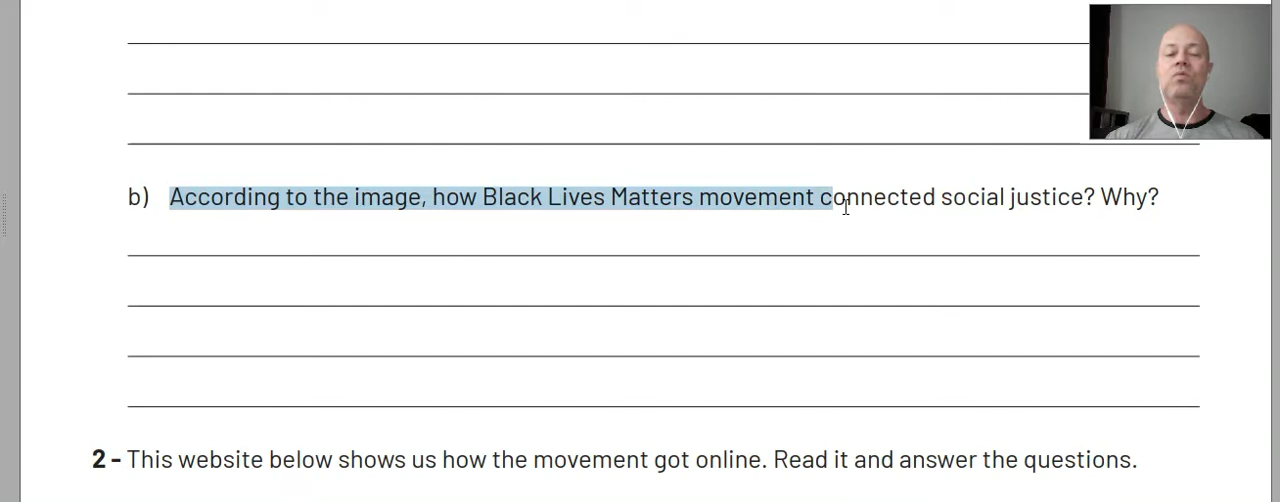 b) According to the image, how Black Lives Matters movement connected social justice? Why?
2 - This website below shows us how the movement got online. Read it and answer the questions.